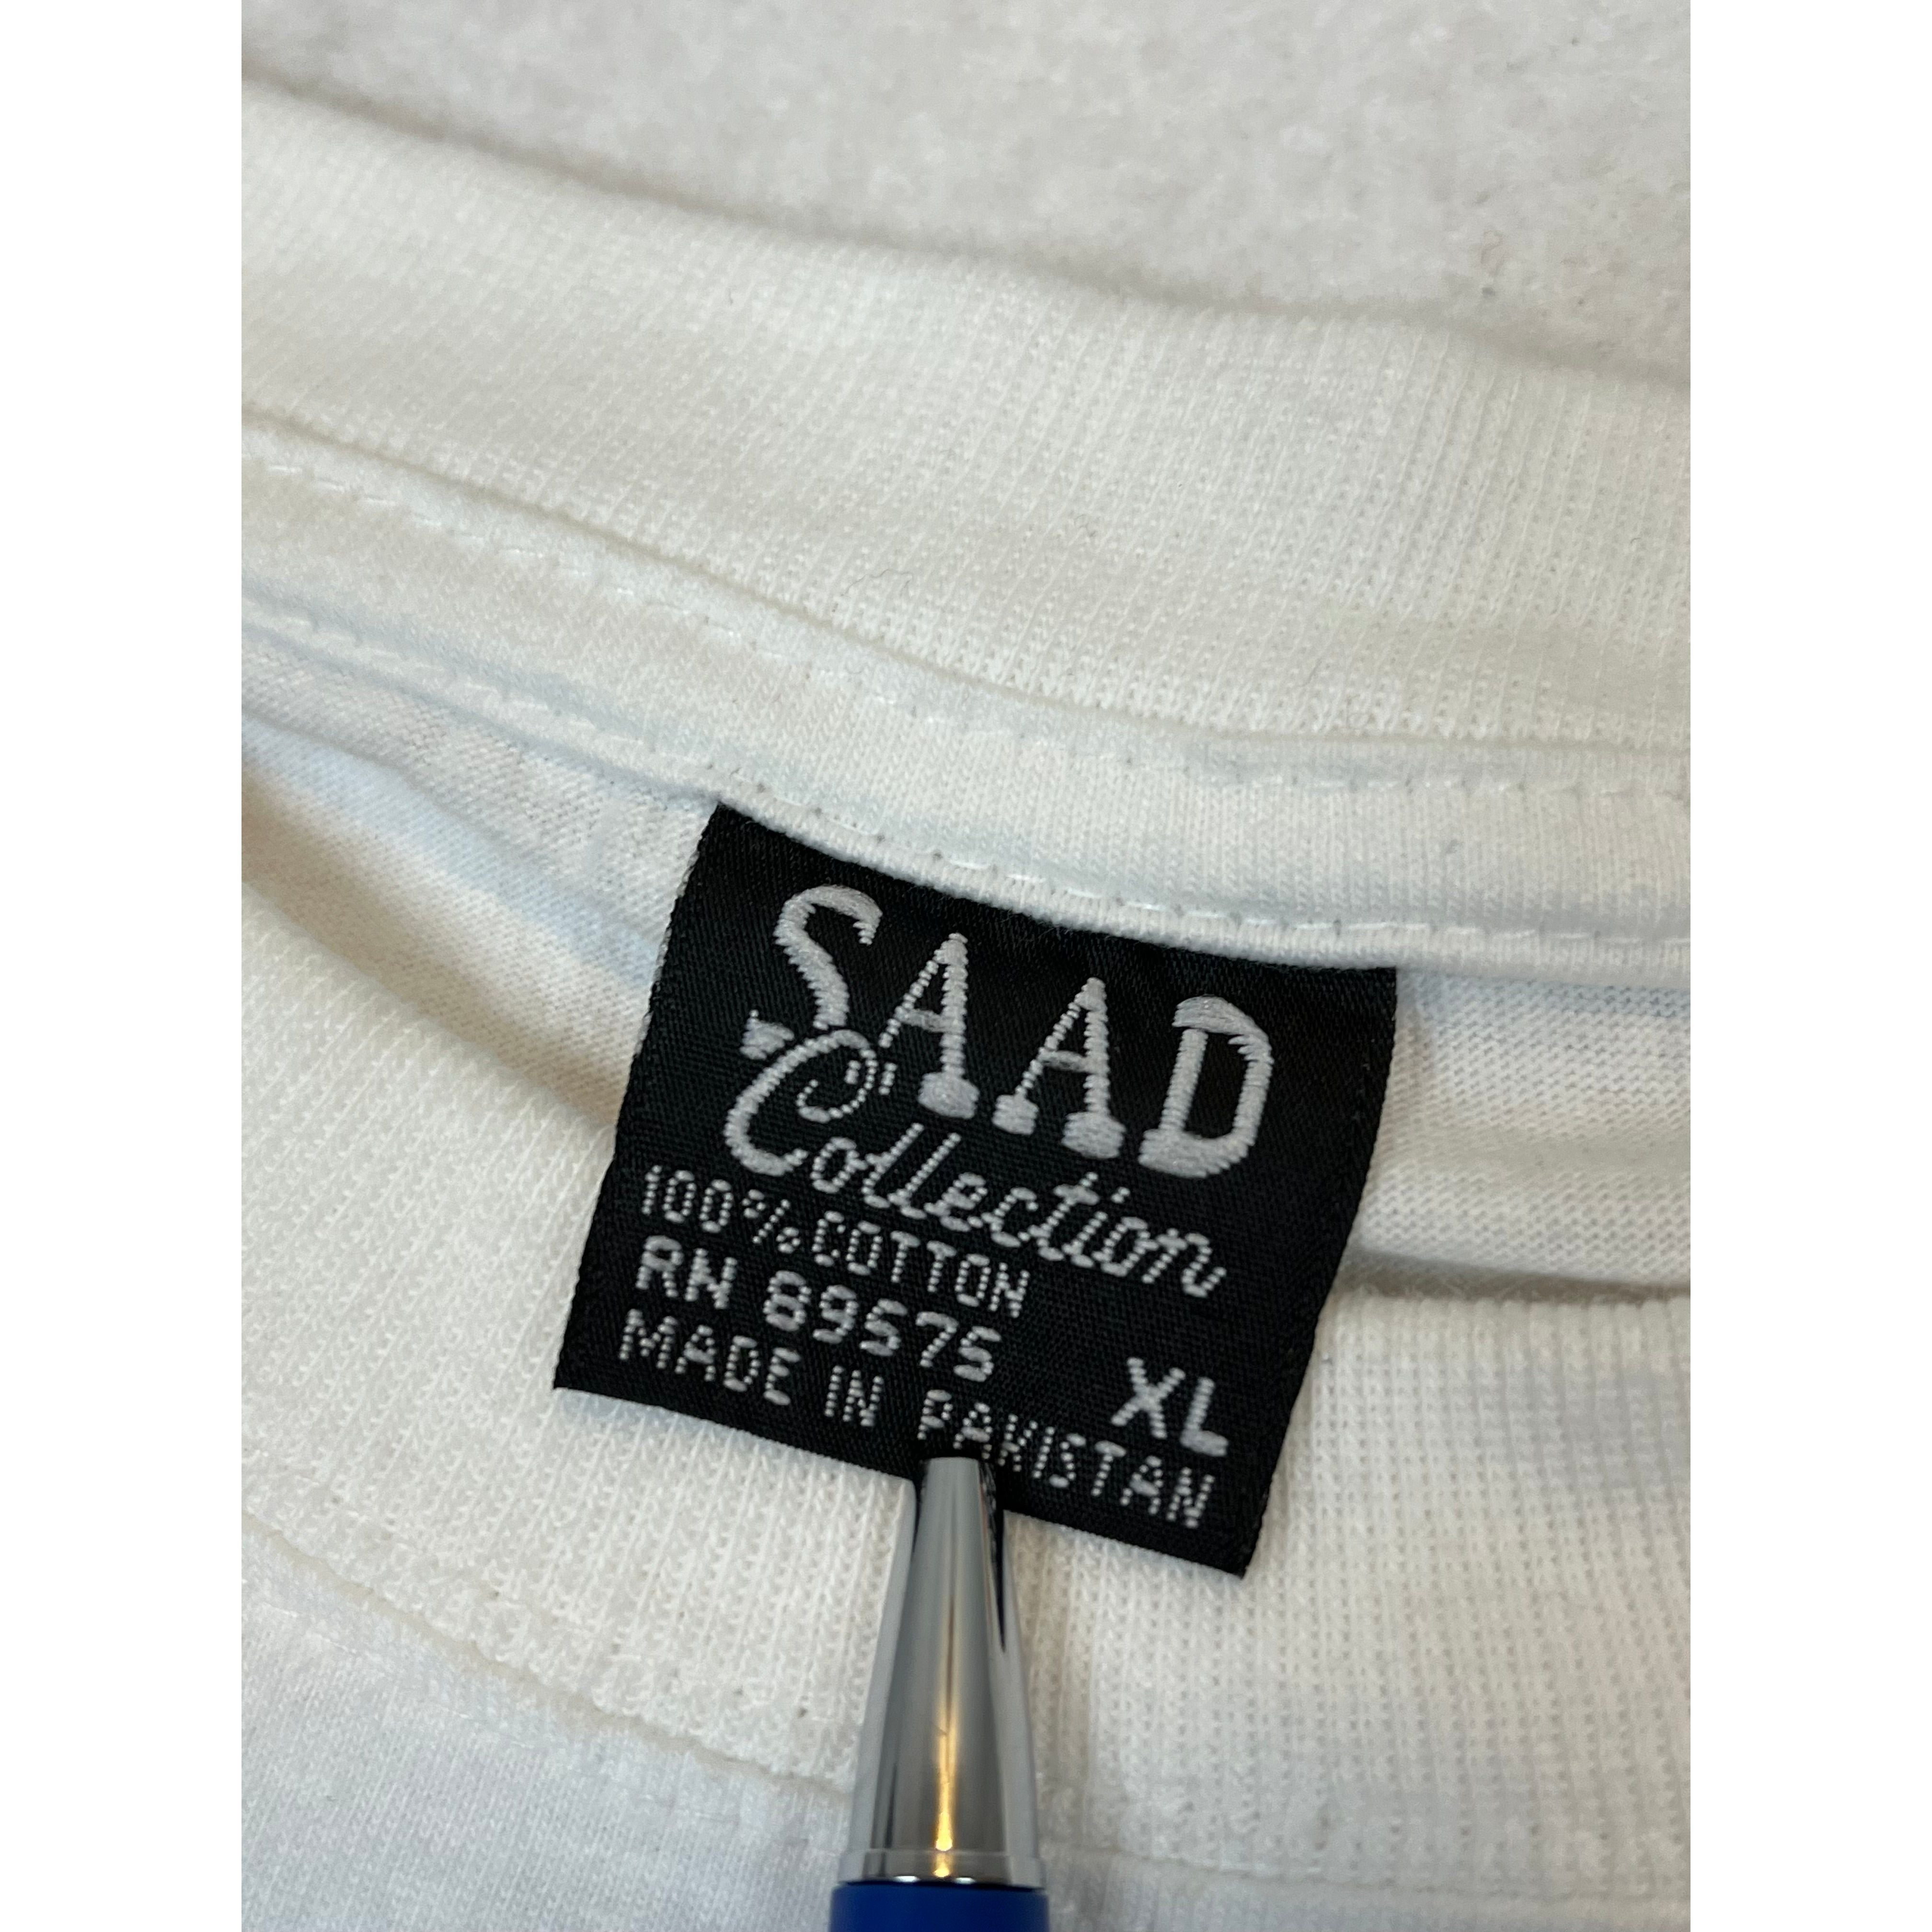 SAAD
Collection
100% COTTON
RN 89575
XL
MADE IN PAKISTAN